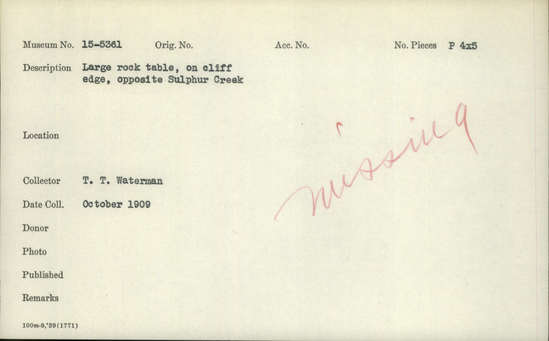 Museum No. 15-5361 Orig. No. Acc. No. No. Pieces P 4x5
Description Large rock table, on cliff
edge, opposite Sulphur Creek
missing
Location
Collector T. T. Waterman
Date Coll. October 1909
Donor
Photo
Published
Remarks
100m-9,'39(1771)